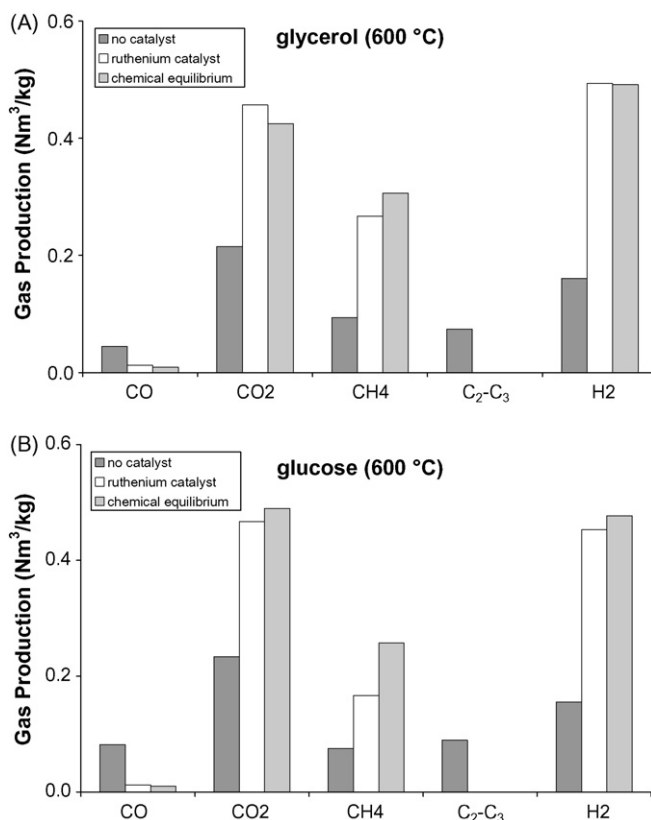 (A)
glycerol (600 °C)
no catalyst
ruthenium catalyst
chemical equilibrium
Gas Production (Nm³/kg)
0.6
0.4
0.2
0.0
CO CO2 CH4 C₂-C₃ H2
(B)
glucose (600 °C)
no catalyst
ruthenium catalyst
chemical equilibrium
Gas Production (Nm³/kg)
0.6
0.4
0.2
0.0
CO CO2 CH4 C₂-C₃ H2